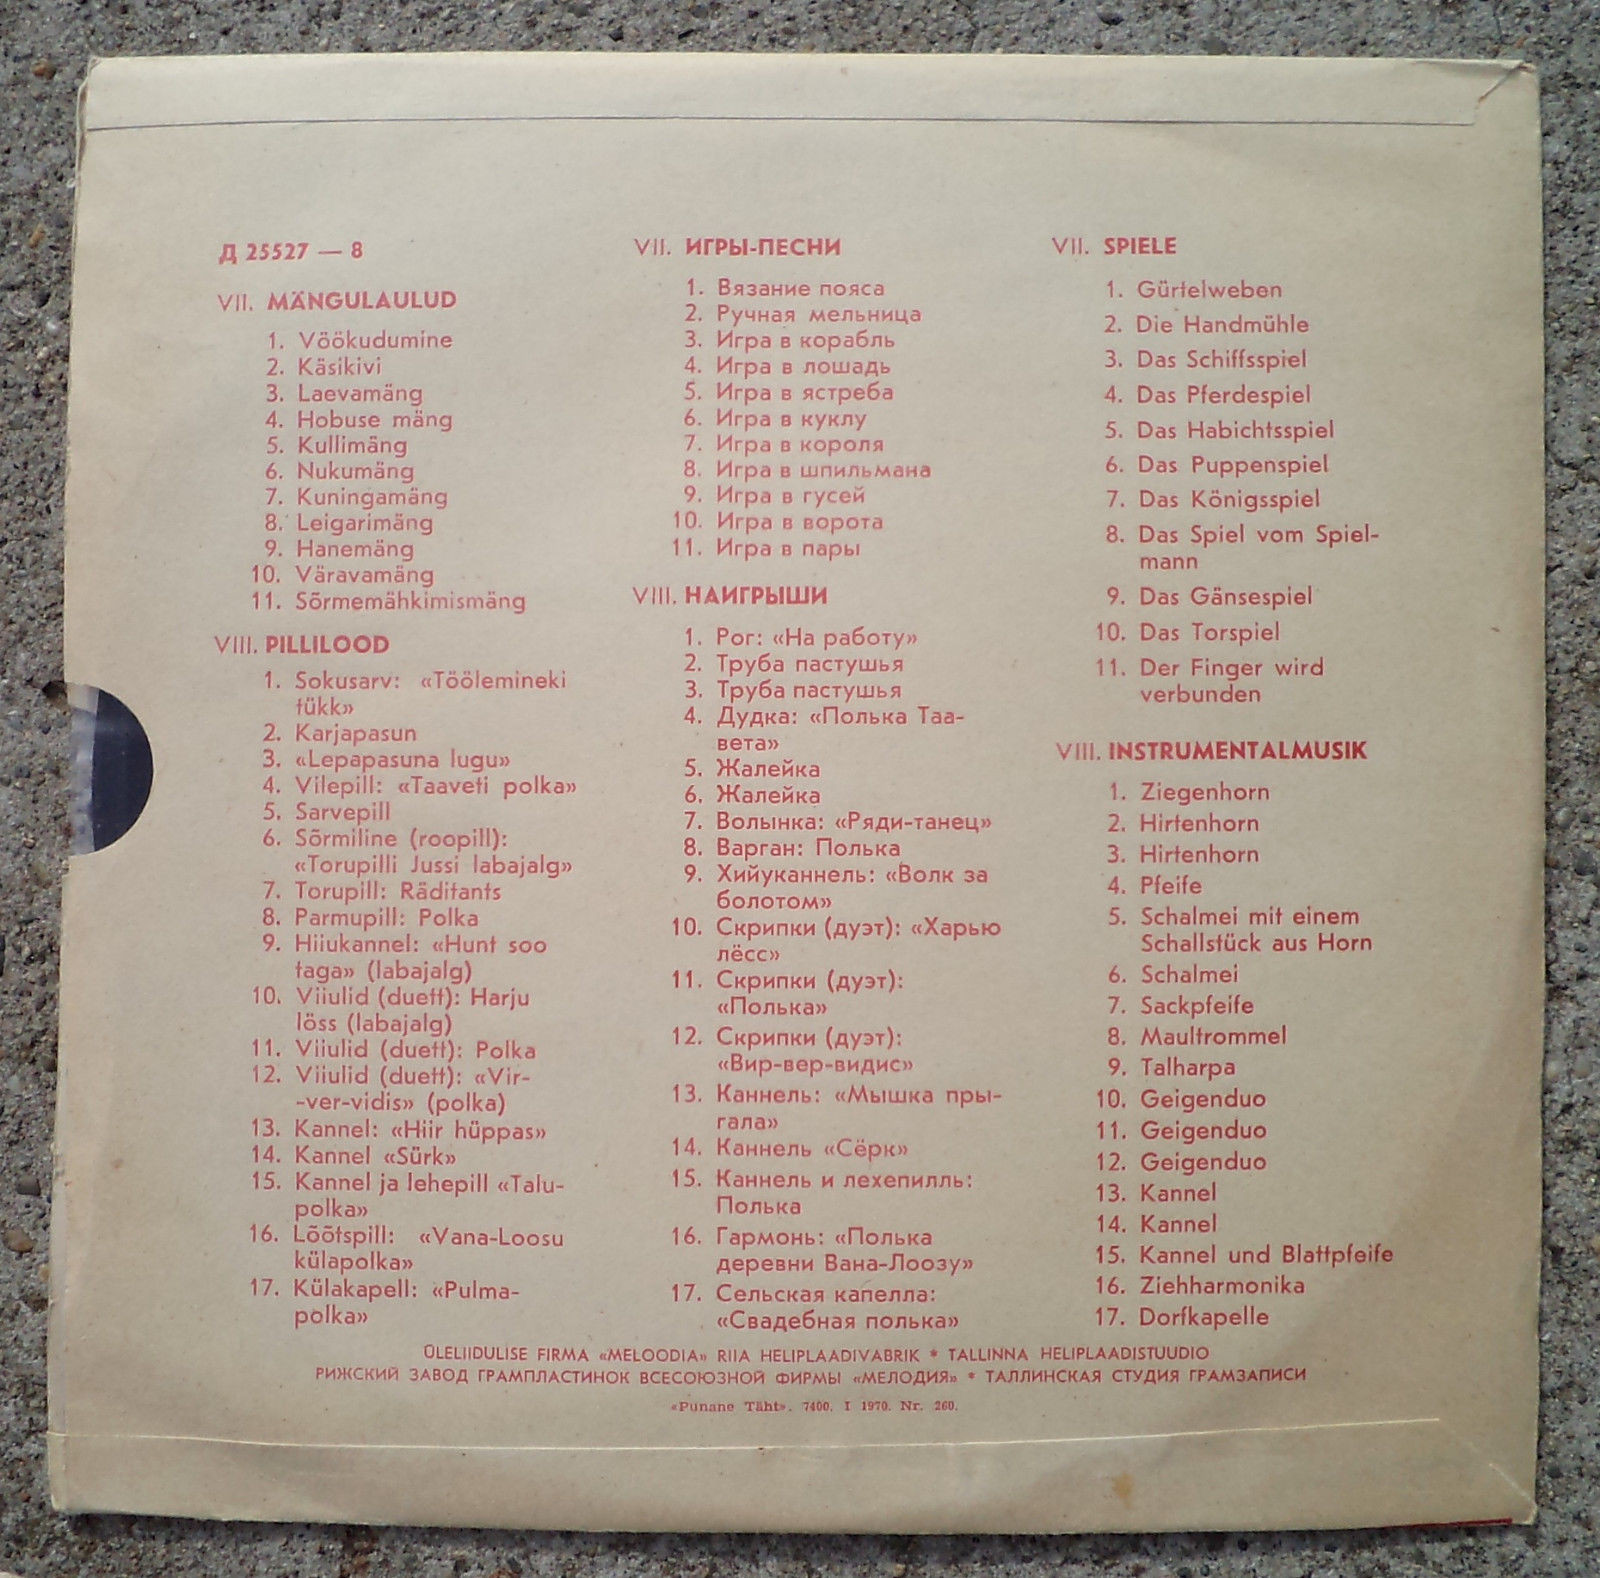 Д 25527 — 8
VII. MÄNGULAULUD
1. Vöökudumine
2. Käsikivi
3. Laevamäng
4. Hobuse mäng
5. Kullimäng
6. Nukumäng
7. Kuningamäng
8. Leigarimäng
9. Hanemäng
10. Väravamäng
11. Sõrmemähkimismäng
VIII. PILLILOOD
1. Sokusarv: «Töölemineki
tükk»
2. Karjapasun
3. «Lepapasuna lugu»
4. Vilepill: «Taaveti polka»
5. Sarvepill
6. Sõrmiline (roopill):
«Torupilli Jussi labajalg»
7. Torupill: Räditants
8. Parmupill: Polka
9. Hiiukannel: «Hunt soo
taga» (labajalg)
10. Viiulid (duett): Harju
löss (labajalg)
11. Viiulid (duett): Polka
12. Viiulid (duett): «Vir-
-ver-vidis» (polka)
13. Kannel: «Hiir hüppas»
14. Kannel «Sürk»
15. Kannel ja lehepill «Talu-
polka»
16. Lõõtspill: «Vana-Loosu
külapolka»
17. Külakapell: «Pulma-
polka»
VII. ИГРЫ-ПЕСНИ
1. Вязание пояса
2. Ручная мельница
3. Игра в корабль
4. Игра в лошадь
5. Игра в ястреба
6. Игра в куклу
7. Игра в короля
8. Игра в шпильмана
9. Игра в гусей
10. Игра в ворота
11. Игра в пары
VIII. НАИГРЫШИ
1. Рог: «На работу»
2. Труба пастушья
3. Труба пастушья
4. Дудка: «Полька Таа-
вета»
5. Жалейка
6. Жалейка
7. Волынка: «Ряди-танец»
8. Варган: Полька
9. Хийуканнель: «Волк за
болотом»
10. Скрипки (дуэт): «Харью
лёсс»
11. Скрипки (дуэт):
«Полька»
12. Скрипки (дуэт):
«Вир-вер-видис»
13. Каннель: «Мышка пры-
гала»
14. Каннель «Сёрк»
15. Каннель и лехепилль:
Полька
16. Гармонь: «Полька
деревни Вана-Лоозу»
17. Сельская капелла:
«Свадебная полька»
VII. SPIELE
1. Gürtelweben
2. Die Handmühle
3. Das Schiffsspiel
4. Das Pferdespiel
5. Das Habichtsspiel
6. Das Puppenspiel
7. Das Königsspiel
8. Das Spiel vom Spiel-
mann
9. Das Gänsespiel
10. Das Torspiel
11. Der Finger wird
verbunden
VIII. INSTRUMENTALMUSIK
1. Ziegenhorn
2. Hirtenhorn
3. Hirtenhorn
4. Pfeife
5. Schalmei mit einem
Schallstück aus Horn
6. Schalmei
7. Sackpfeife
8. Maultrommel
9. Talharpa
10. Geigenduo
11. Geigenduo
12. Geigenduo
13. Kannel
14. Kannel
15. Kannel und Blattpfeife
16. Ziehharmonika
17. Dorfkapelle
ÜLELIIDULISE FIRMA «MELOODIA» RIIA HELIPLAADIVABRIK * TALLINNA HELIPLAADISTUUDIO
РИЖСКИЙ ЗАВОД ГРАМПЛАСТИНОК ВСЕСОЮЗНОЙ ФИРМЫ «МЕЛОДИЯ» * ТАЛЛИНСКАЯ СТУДИЯ ГРАМЗАПИСИ
«Punane Täht». 7400. I 1970. Nr. 260.